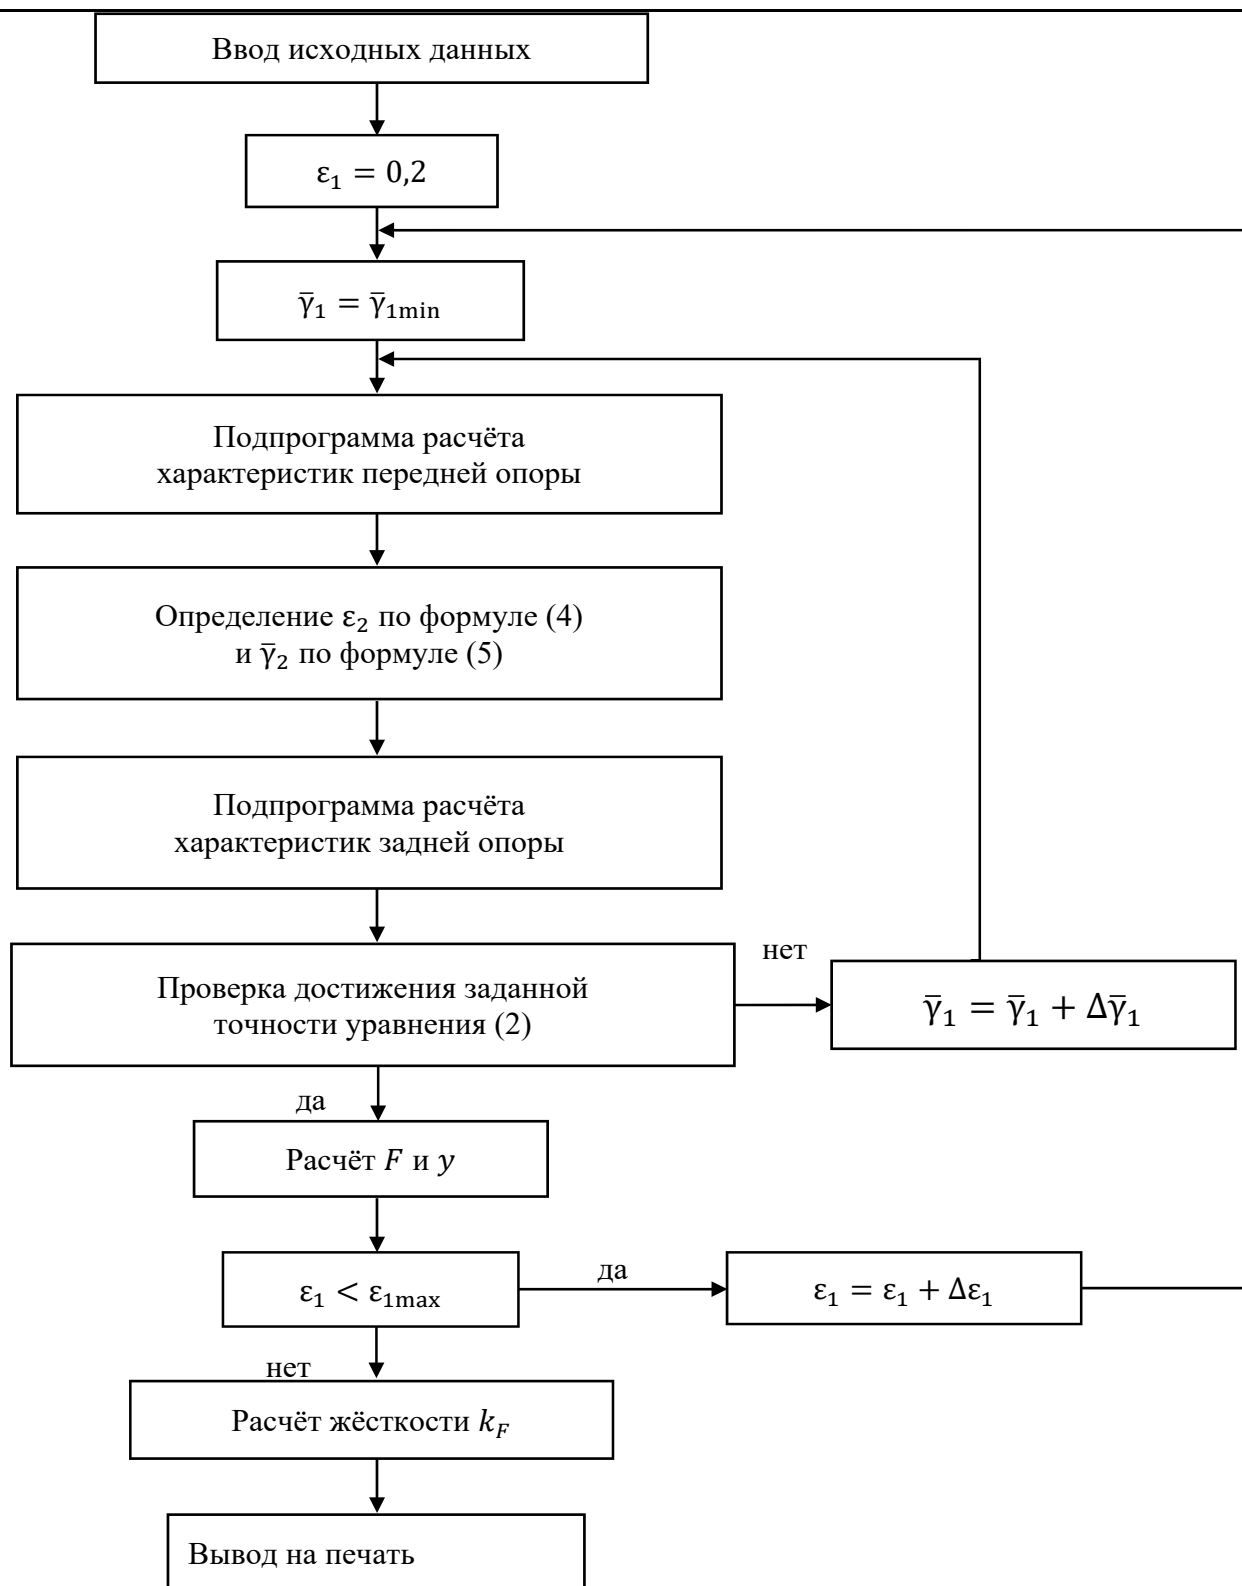 Ввод исходных данных
ε₁ = 0,2
γ̄₁ = γ̄₁min
Подпрограмма расчёта
характеристик передней опоры
Определение ε₂ по формуле (4)
и γ̄₂ по формуле (5)
Подпрограмма расчёта
характеристик задней опоры
Проверка достижения заданной
точности уравнения (2)
нет
γ̄₁ = γ̄₁ + Δγ̄₁
да
Расчёт F и y
ε₁ < ε₁max
да
ε₁ = ε₁ + Δε₁
нет
Расчёт жёсткости k_F
Вывод на печать